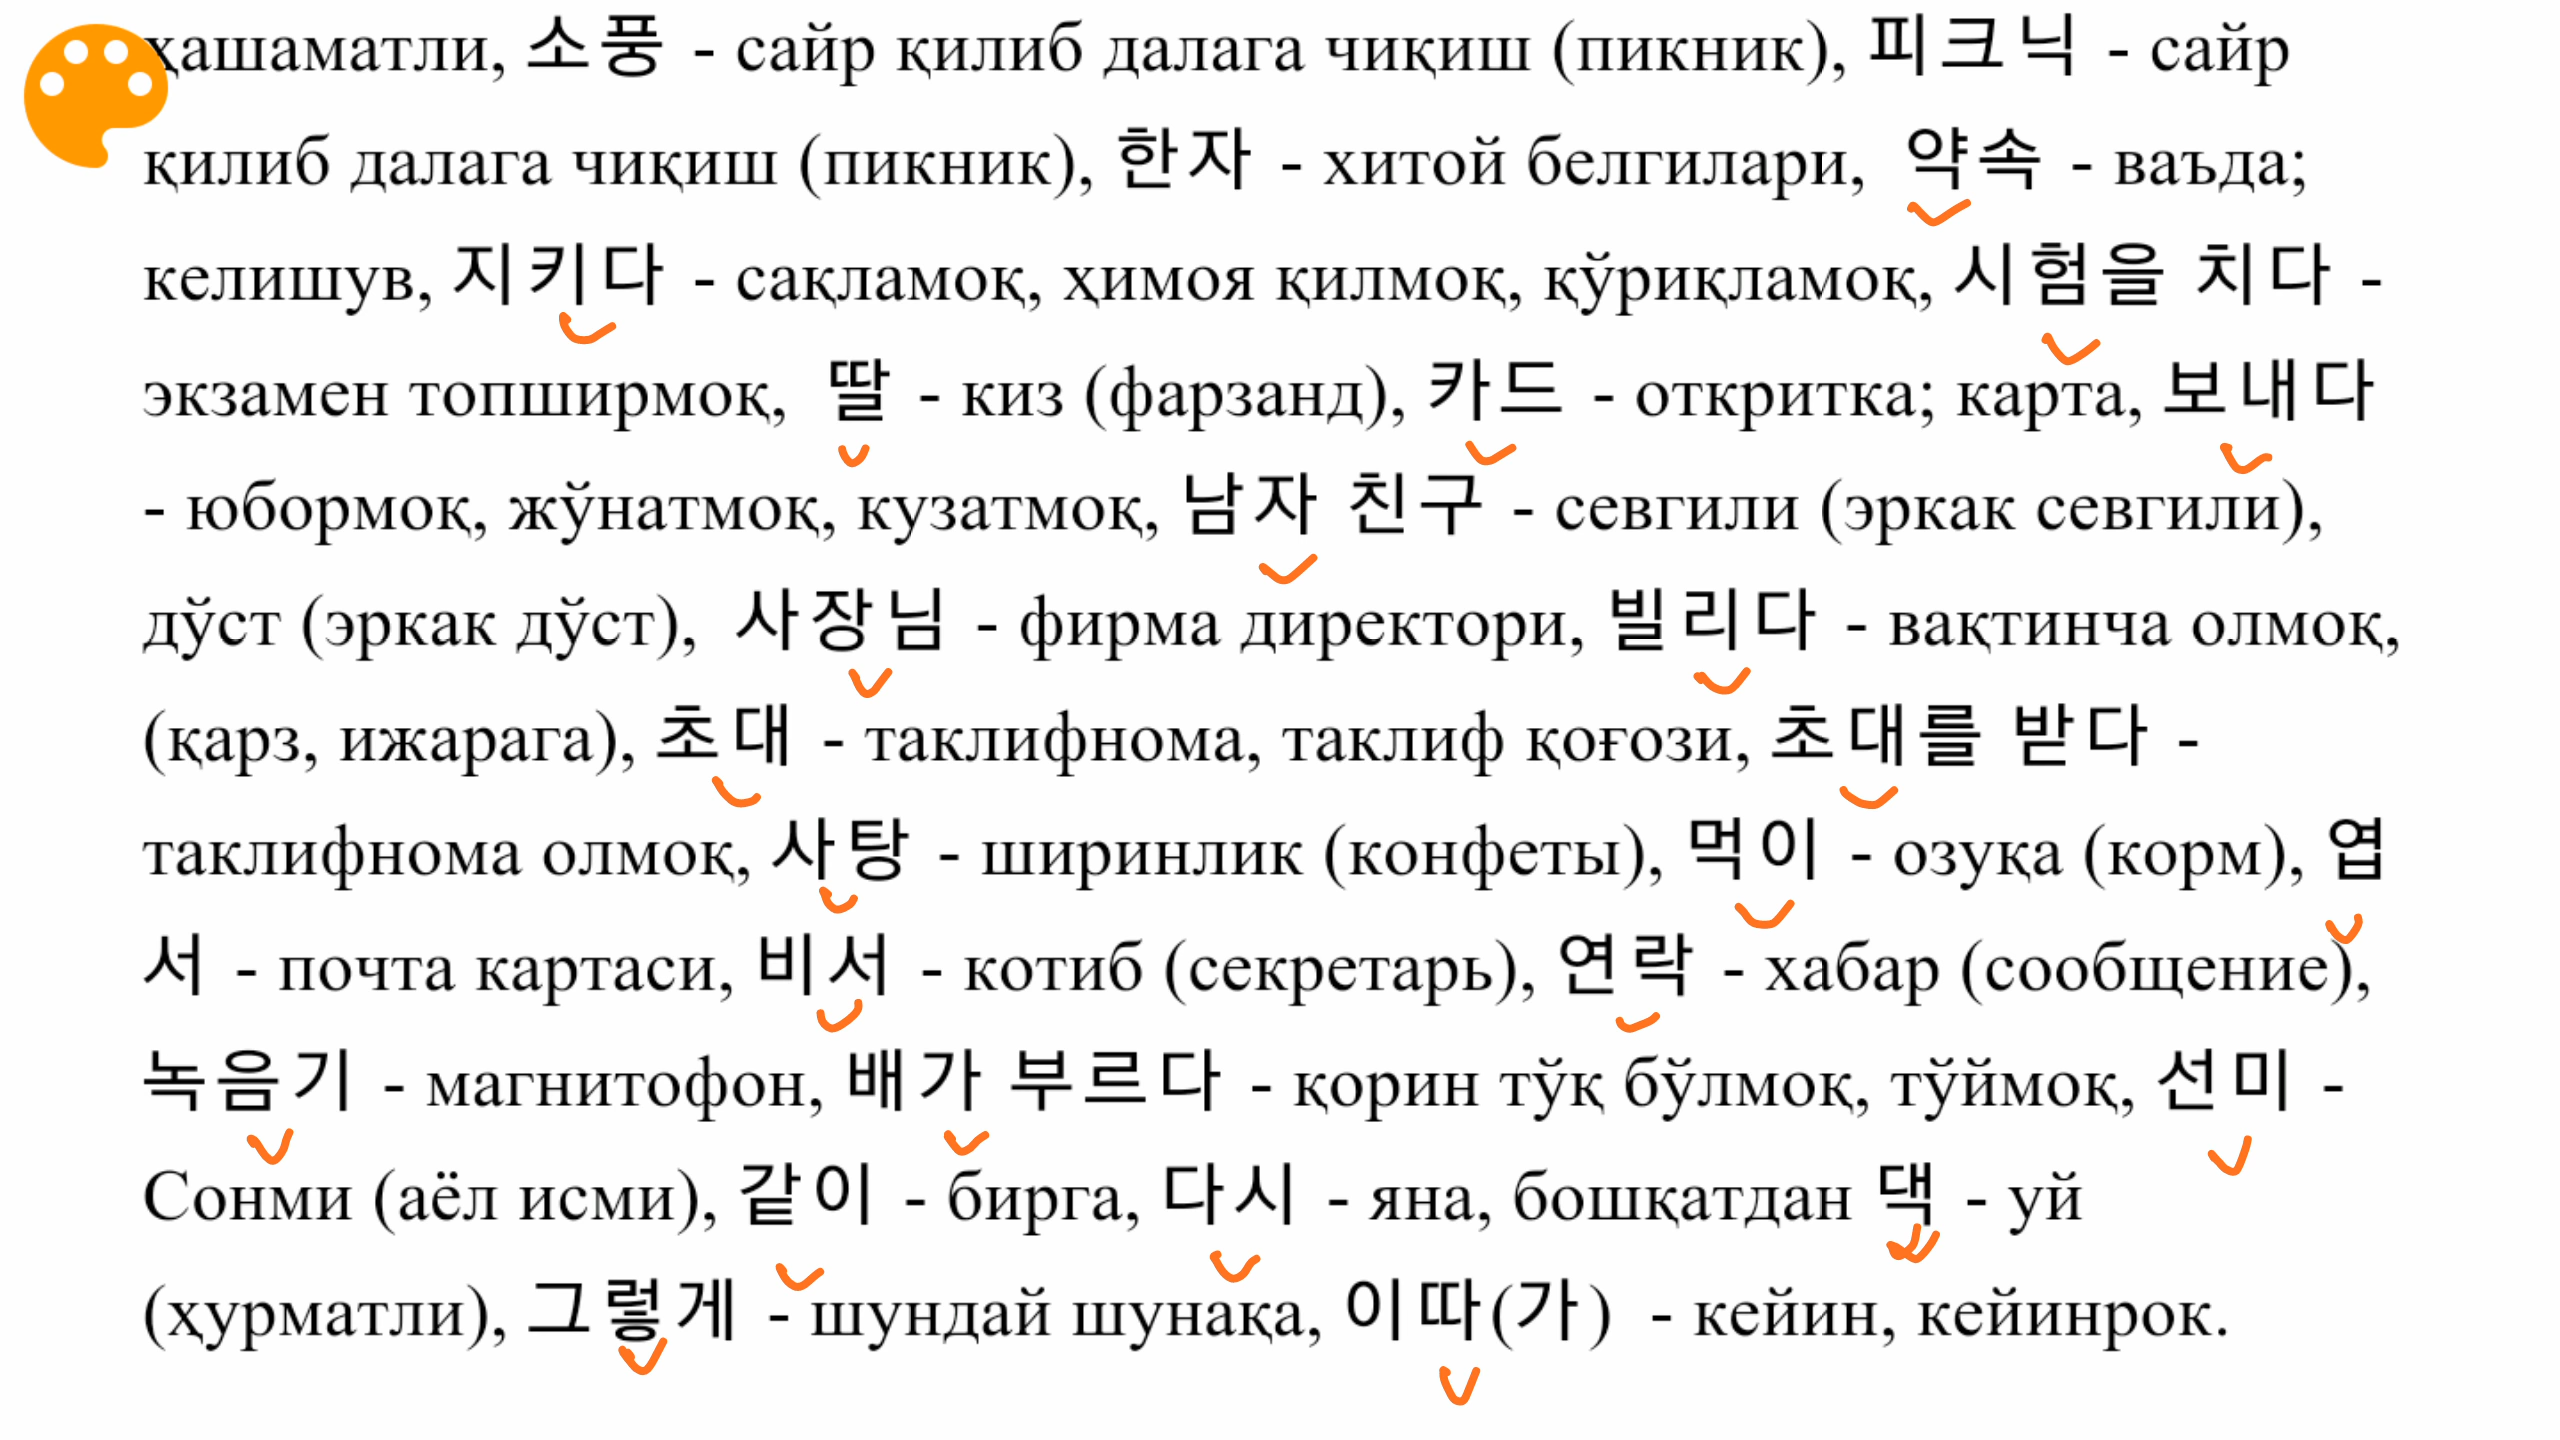 ҳашаматли, 소풍 - сайр қилиб далага чиқиш (пикник), 피크닉 - сайр
қилиб далага чиқиш (пикник), 한자 - хитой белгилари, 약속 - ваъда;
келишув, 지키다 - сақламоқ, ҳимоя қилмоқ, қўриқламоқ, 시험을 치다 -
экзамен топширмоқ, 딸 - киз (фарзанд), 카드 - откритка; карта, 보내다
- юбормоқ, жўнатмоқ, кузатмоқ, 남자 친구 - севгили (эркак севгили),
дўст (эркак дўст), 사장님 - фирма директори, 빌리다 - вақтинча олмоқ,
(қарз, ижарага), 초대 - таклифнома, таклиф қоғози, 초대를 받다 -
таклифнома олмоқ, 사탕 - ширинлик (конфеты), 먹이 - озуқа (корм), 엽
서 - почта картаси, 비서 - котиб (секретарь), 연락 - хабар (сообщение),
녹음기 - магнитофон, 배가 부르다 - қорин тўқ бўлмоқ, тўймоқ, 선미 -
Сонми (аёл исми), 같이 - бирга, 다시 - яна, бошқатдан 댁 - уй
(ҳурматли), 그렇게 - шундай шунақа, 이따(가) - кейин, кейинрок.